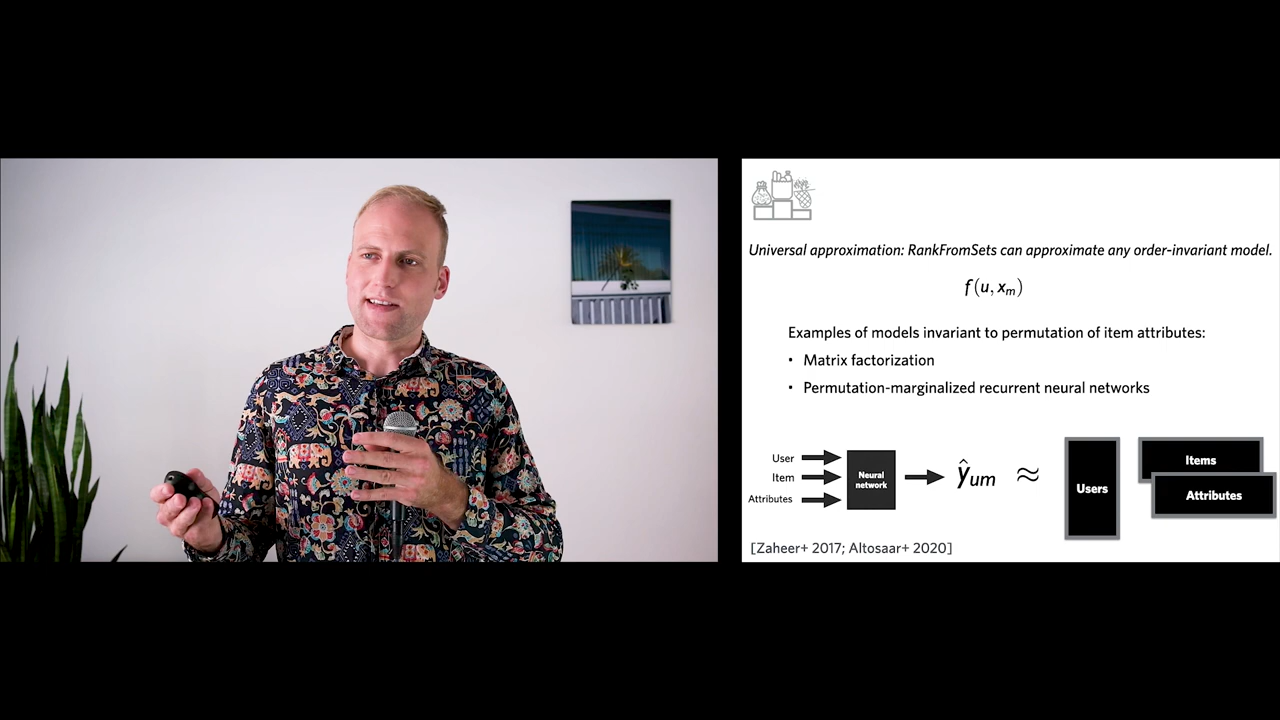 Universal approximation: RankFromSets can approximate any order-invariant model.
f(u, xₘ)
Examples of models invariant to permutation of item attributes:
• Matrix factorization
• Permutation-marginalized recurrent neural networks
User
Item
Attributes
Neural
network
ŷᵤₘ ≈
Users
Items
Attributes
[Zaheer+ 2017; Altosaar+ 2020]